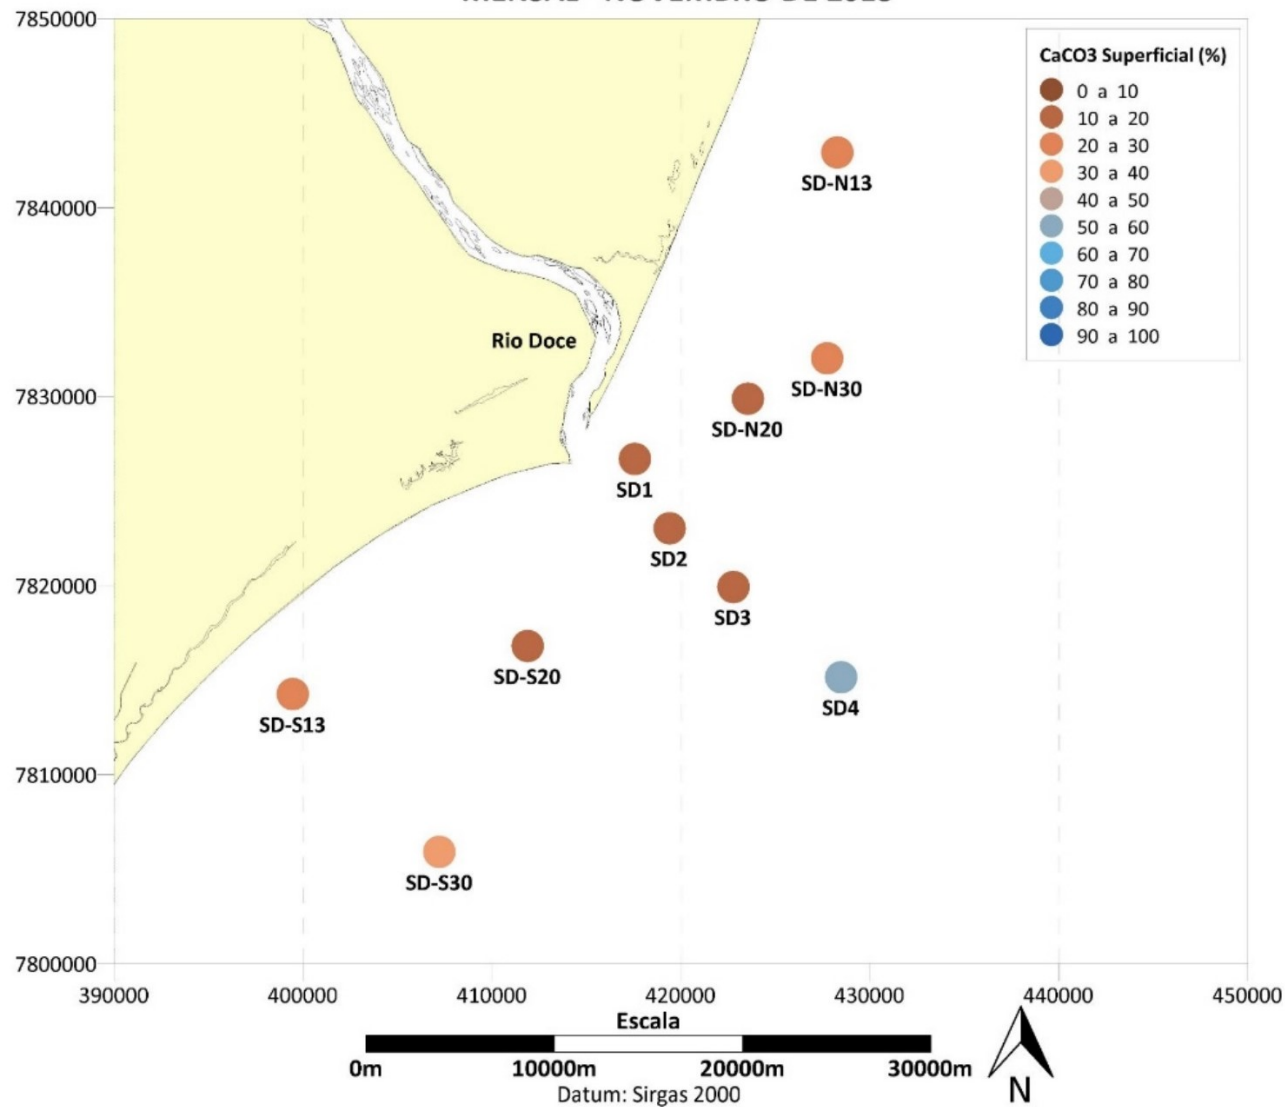 7850000
7840000
7830000
7820000
7810000
7800000
CaCO3 Superficial (%)
0 a 10
10 a 20
20 a 30
30 a 40
40 a 50
50 a 60
60 a 70
70 a 80
80 a 90
90 a 100
SD-N13
Rio Doce
SD-N30
SD-N20
SD1
SD2
SD3
SD-S20
SD4
SD-S13
SD-S30
390000 400000 410000 420000 430000 440000 450000
Escala
0m 10000m 20000m 30000m
Datum: Sirgas 2000
N